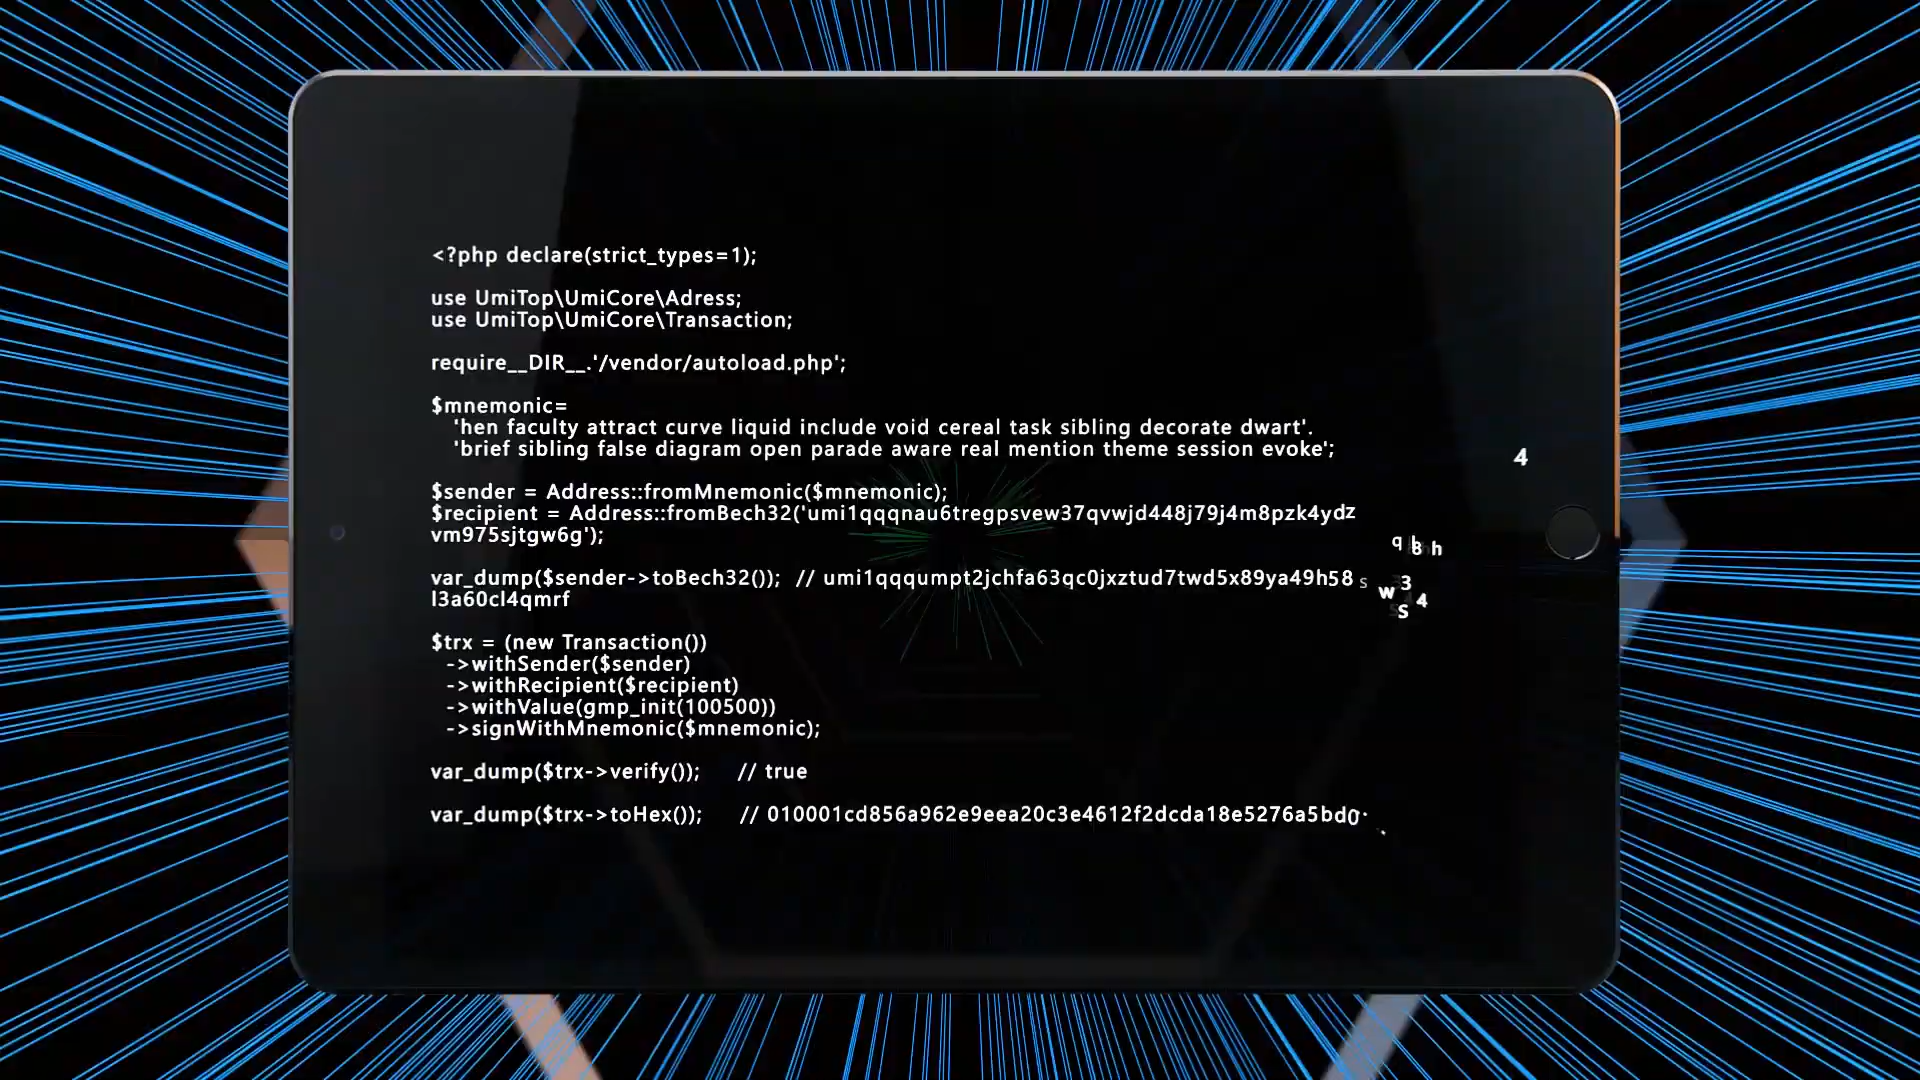 <?php declare(strict_types=1);
use UmiTop\UmiCore\Adress;
use UmiTop\UmiCore\Transaction;
require__DIR__.'/vendor/autoload.php';
$mnemonic=
'hen faculty attract curve liquid include void cereal task sibling decorate dwart'.
'brief sibling false diagram open parade aware real mention theme session evoke';
$sender = Address::fromMnemonic($mnemonic);
$recipient = Address::fromBech32('umi1qqqnau6tregpsvew37qvwjd448j79j4m8pzk4ydz
vm975sjtgw6g');
var_dump($sender->toBech32()); // umi1qqqumpt2jchfa63qc0jxztud7twd5x89ya49h58
l3a60cl4qmrf
$trx = (new Transaction())
->withSender($sender)
->withRecipient($recipient)
->withValue(gmp_init(100500))
->signWithMnemonic($mnemonic);
var_dump($trx->verify()); // true
var_dump($trx->toHex()); // 010001cd856a962e9eea20c3e4612f2dcda18e5276a5bd0